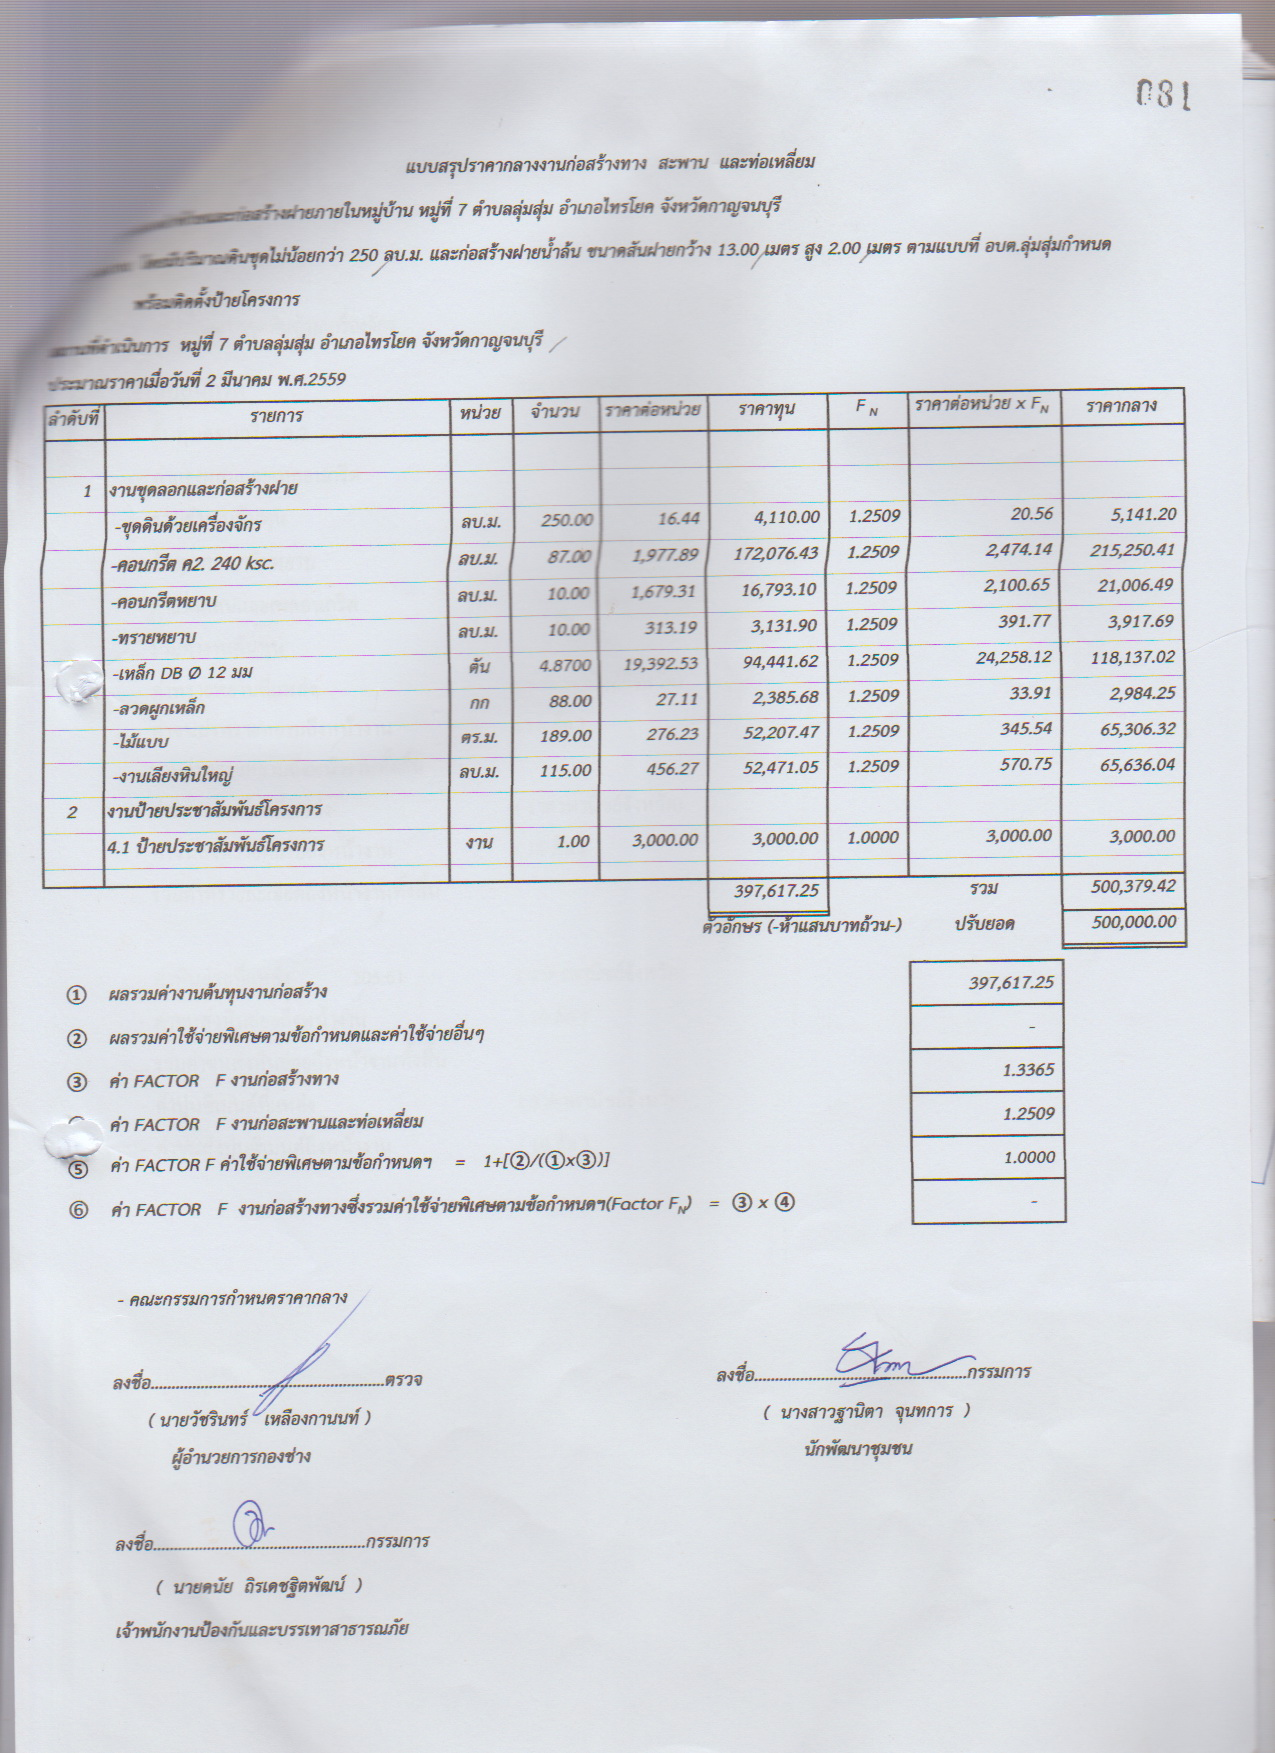 081
แบบสรุปราคากลางงานก่อสร้างทาง สะพาน และท่อเหลี่ยม
และก่อสร้างฝายภายในหมู่บ้าน หมู่ที่ 7 ตำบลลุ่มสุ่ม อำเภอไทรโยค จังหวัดกาญจนบุรี
โดยมีปริมาณดินขุดไม่น้อยกว่า 250 ลบ.ม. และก่อสร้างฝายน้ำล้น ขนาดสันฝายกว้าง 13.00 เมตร สูง 2.00 เมตร ตามแบบที่ อบต.ลุ่มสุ่มกำหนด
พร้อมติดตั้งป้ายโครงการ
สถานที่ดำเนินการ หมู่ที่ 7 ตำบลลุ่มสุ่ม อำเภอไทรโยค จังหวัดกาญจนบุรี
ประมาณราคาเมื่อวันที่ 2 มีนาคม พ.ศ.2559
ลำดับที่ รายการ หน่วย จำนวน ราคาต่อหน่วย ราคาทุน F N ราคาต่อหน่วย x FN ราคากลาง
1 งานขุดลอกและก่อสร้างฝาย
-ขุดดินด้วยเครื่องจักร ลบ.ม. 250.00 16.44 4,110.00 1.2509 20.56 5,141.20
-คอนกรีต ค2. 240 ksc. ลบ.ม. 87.00 1,977.89 172,076.43 1.2509 2,474.14 215,250.41
-คอนกรีตหยาบ ลบ.ม. 10.00 1,679.31 16,793.10 1.2509 2,100.65 21,006.49
-ทรายหยาบ ลบ.ม. 10.00 313.19 3,131.90 1.2509 391.77 3,917.69
-เหล็ก DB Ø 12 มม ตัน 4.8700 19,392.53 94,441.62 1.2509 24,258.12 118,137.02
-ลวดผูกเหล็ก กก 88.00 27.11 2,385.68 1.2509 33.91 2,984.25
-ไม้แบบ ตร.ม. 189.00 276.23 52,207.47 1.2509 345.54 65,306.32
-งานเลียงหินใหญ่ ลบ.ม. 115.00 456.27 52,471.05 1.2509 570.75 65,636.04
2 งานป้ายประชาสัมพันธ์โครงการ
4.1 ป้ายประชาสัมพันธ์โครงการ งาน 1.00 3,000.00 3,000.00 1.0000 3,000.00 3,000.00
397,617.25 รวม 500,379.42
ตัวอักษร (-ห้าแสนบาทถ้วน-) ปรับยอด 500,000.00
① ผลรวมค่างานต้นทุนงานก่อสร้าง 397,617.25
② ผลรวมค่าใช้จ่ายพิเศษตามข้อกำหนดและค่าใช้จ่ายอื่นๆ -
③ ค่า FACTOR F งานก่อสร้างทาง 1.3365
ค่า FACTOR F งานก่อสะพานและท่อเหลี่ยม 1.2509
⑤ ค่า FACTOR F ค่าใช้จ่ายพิเศษตามข้อกำหนดฯ = 1+[②/(①x③)] 1.0000
⑥ ค่า FACTOR F งานก่อสร้างทางซึ่งรวมค่าใช้จ่ายพิเศษตามข้อกำหนดฯ(Factor FN) = ③ x ④ -
- คณะกรรมการกำหนดราคากลาง
ลงชื่อ........................................................ตรวจ
( นายวัชรินทร์ เหลืองกานนท์ )
ผู้อำนวยการกองช่าง
ลงชื่อ...................................................กรรมการ
( นางสาวฐานิตา จุนทการ )
นักพัฒนาชุมชน
ลงชื่อ...................................................กรรมการ
( นายดนัย ถิรเดชฐิตพัฒน์ )
เจ้าพนักงานป้องกันและบรรเทาสาธารณภัย